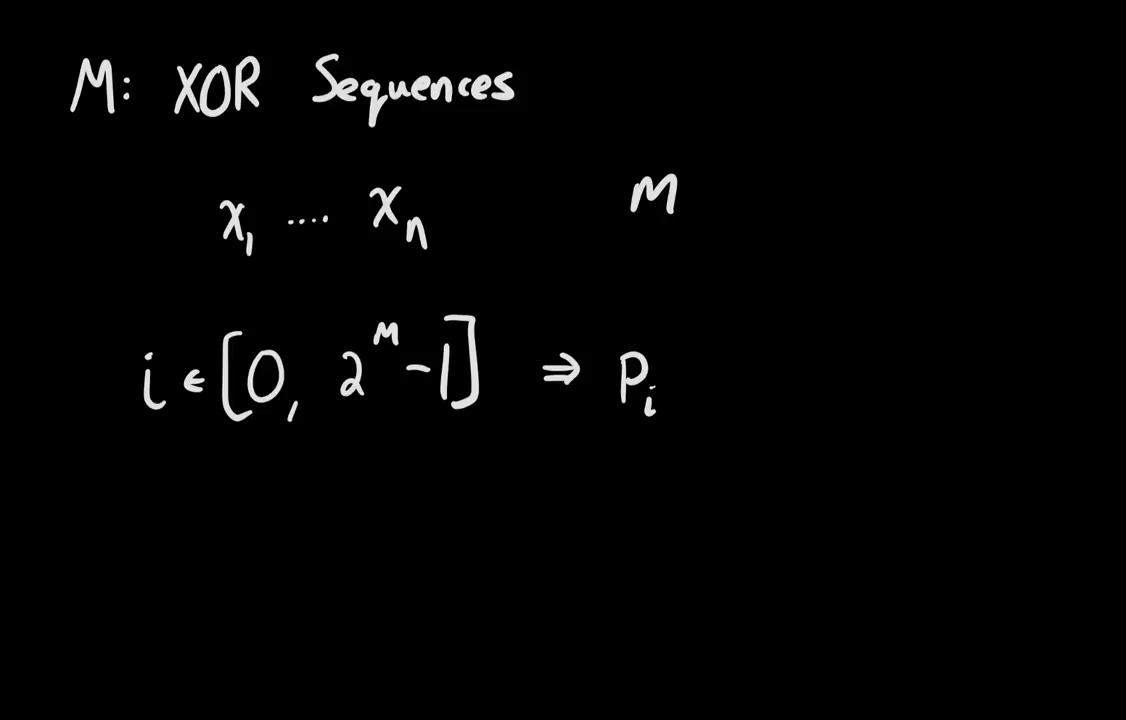 M: XOR Sequences
x₁ .... xₙ M
i ∈ [0, 2ᴹ-1] ⇒ Pᵢ